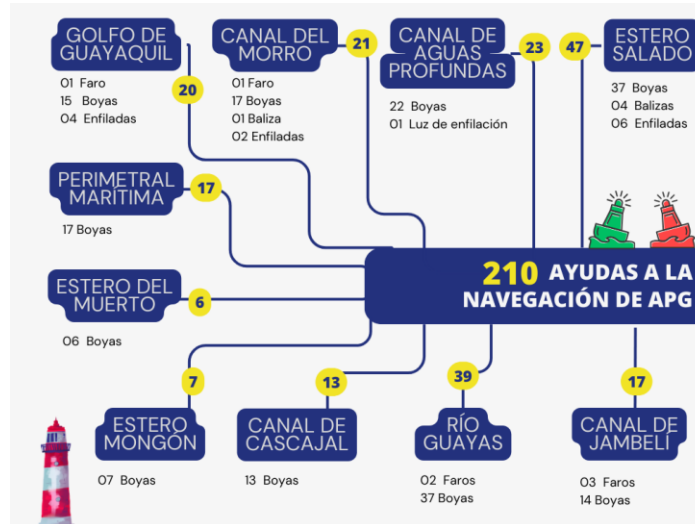 GOLFO DE
GUAYAQUIL
20
01 Faro
15 Boyas
04 Enfiladas
CANAL DEL
MORRO
21
01 Faro
17 Boyas
01 Baliza
02 Enfiladas
CANAL DE
AGUAS
PROFUNDAS
23
22 Boyas
01 Luz de enfilación
47
ESTERO
SALADO
37 Boyas
04 Balizas
06 Enfiladas
PERIMETRAL
MARÍTIMA
17
17 Boyas
210 AYUDAS A LA
NAVEGACIÓN DE APG
ESTERO DEL
MUERTO
6
06 Boyas
7
ESTERO
MONGÓN
07 Boyas
13
CANAL DE
CASCAJAL
13 Boyas
39
RÍO
GUAYAS
02 Faros
37 Boyas
17
CANAL DE
JAMBELÍ
03 Faros
14 Boyas